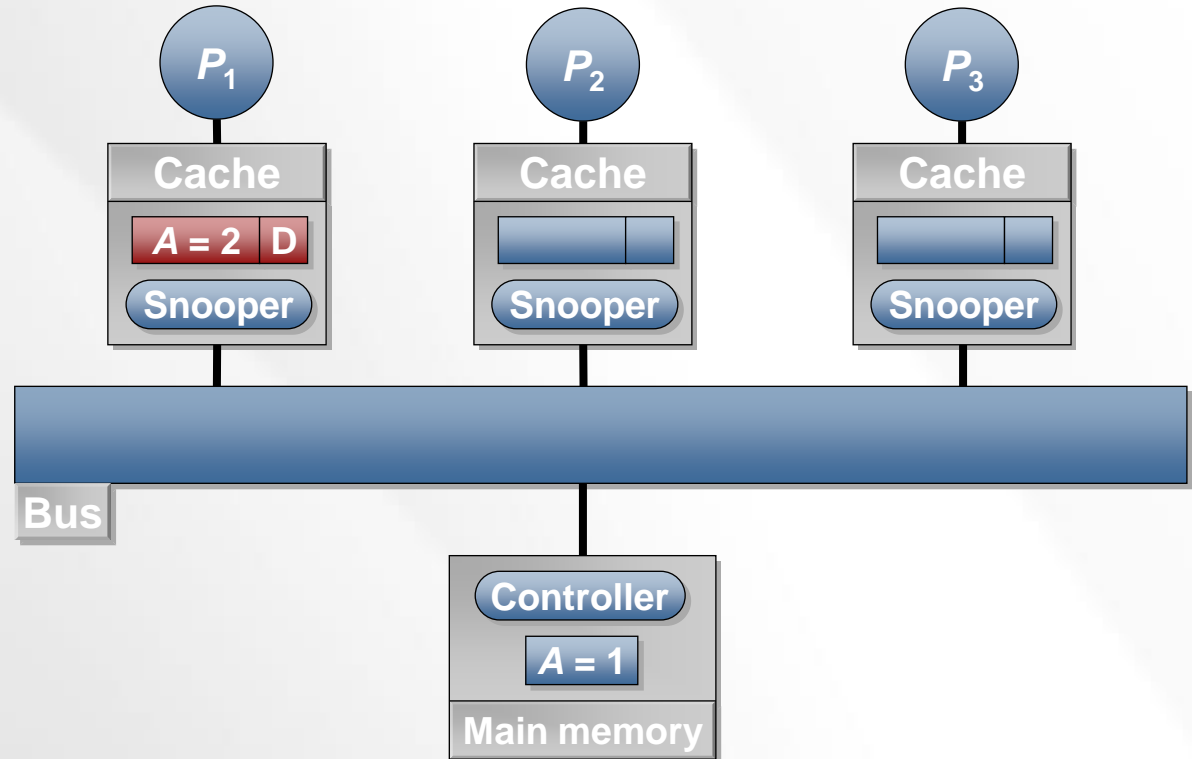 P1
P2
P3
Cache
Cache
Cache
A = 2 D
Snooper
Snooper
Snooper
Bus
Controller
A = 1
Main memory